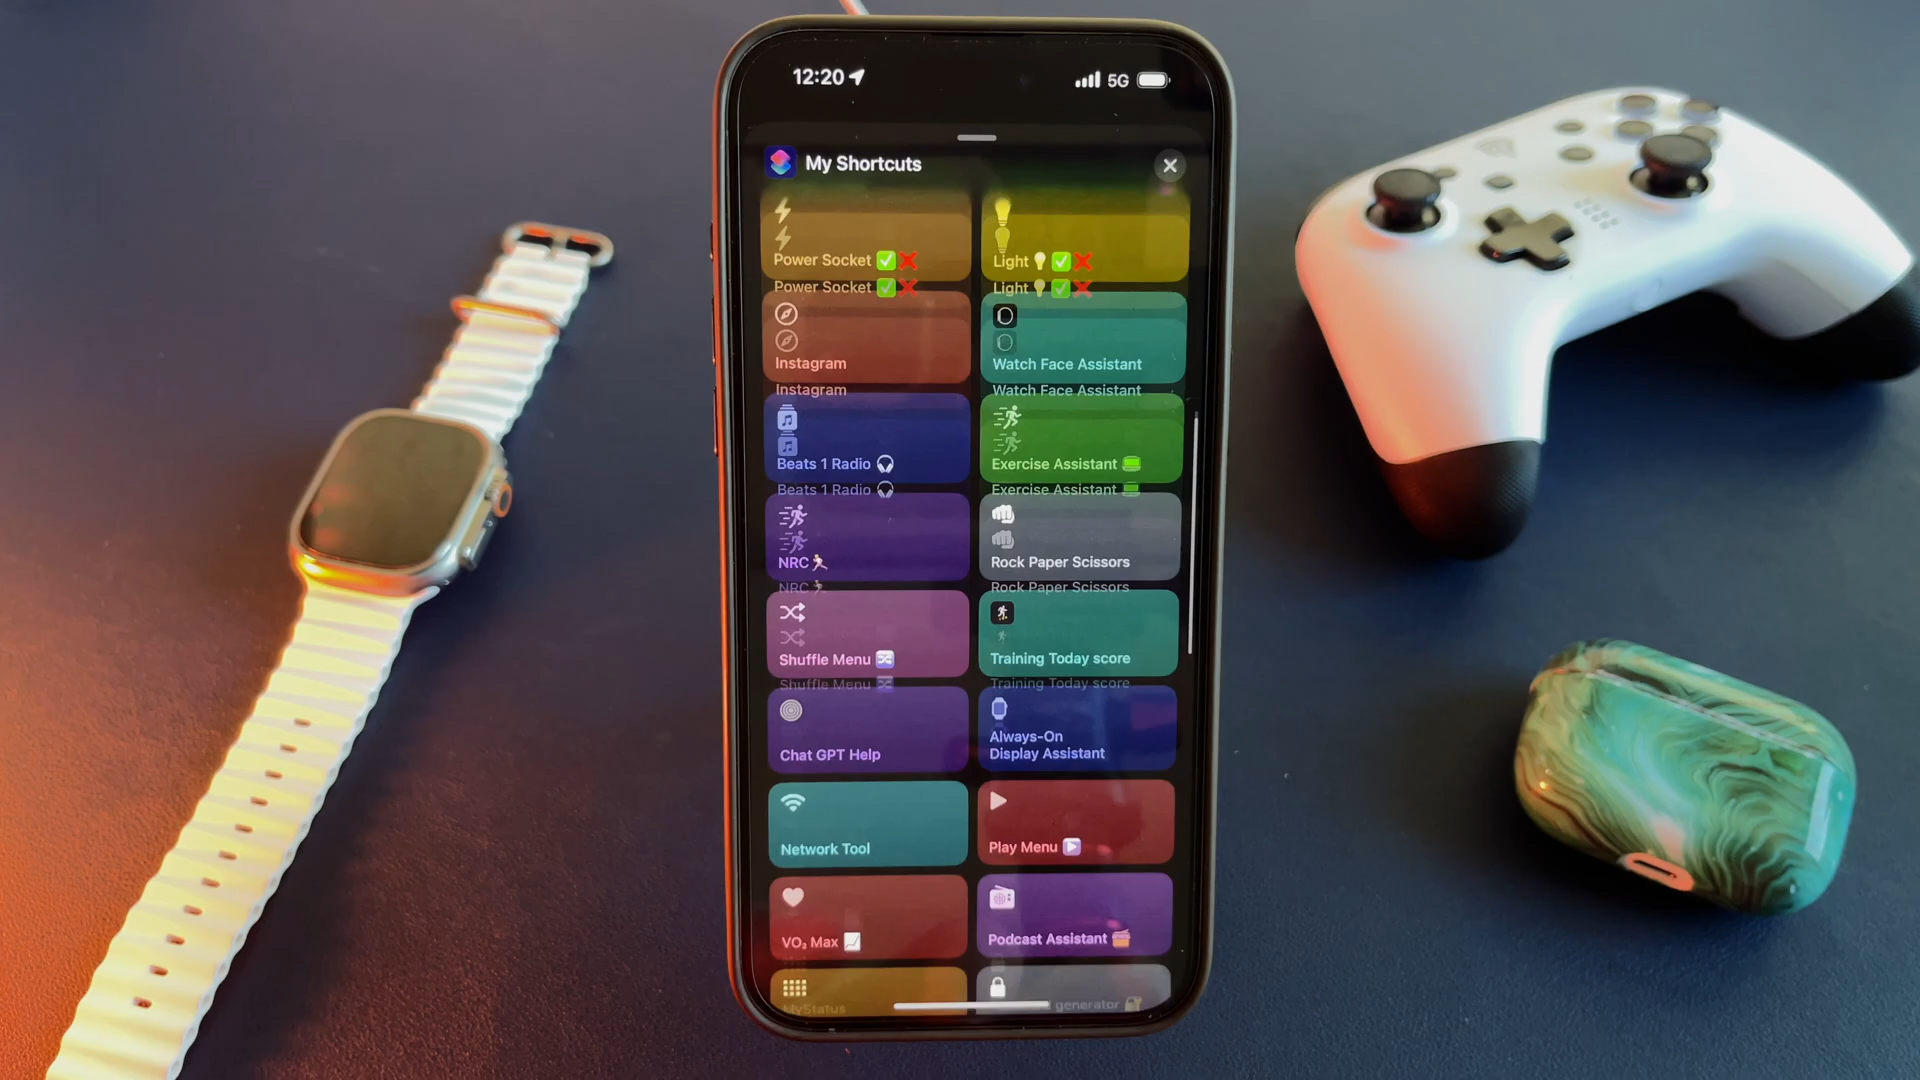 12:20
5G
My Shortcuts
Power Socket ✅❌
Light 💡✅❌
Power Socket ✅❌
Light 💡✅❌
Instagram
Watch Face Assistant
Instagram
Watch Face Assistant
Beats 1 Radio 🎧
Exercise Assistant
Beats 1 Radio 🎧
Exercise Assistant
NRC 🏃
Rock Paper Scissors
NRC 🏃
Rock Paper Scissors
Shuffle Menu 🔀
Training Today score
Shuffle Menu 🔀
Training Today score
Chat GPT Help
Always-On
Display Assistant
Network Tool
Play Menu ▶️
VO₂ Max 📈
Podcast Assistant
MyStatus
generator 🔐